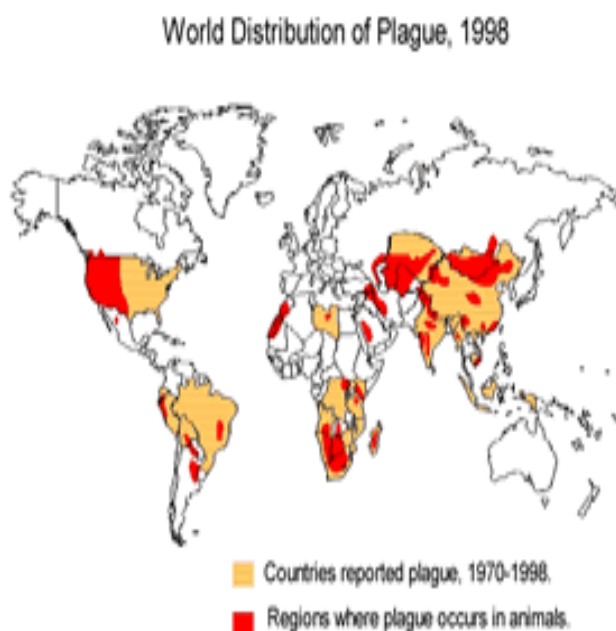 World Distribution of Plague, 1998
Countries reported plague, 1970-1998.
Regions where plague occurs in animals.